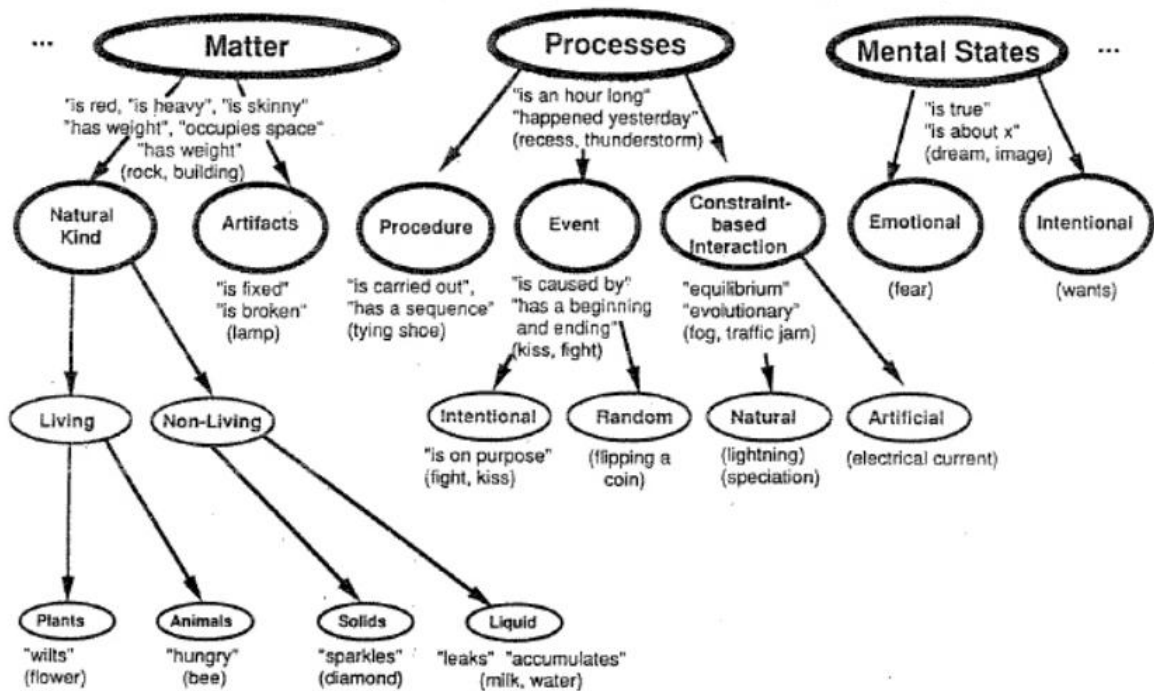 ... Matter Processes Mental States ...
"is red, "is heavy", "is skinny"
"has weight", "occupies space"
"has weight"
(rock, building)
"is an hour long"
"happened yesterday"
(recess, thunderstorm)
"is true"
"is about x"
(dream, image)
Natural
Kind
Artifacts
Procedure
Event
Constraint-
based
Interaction
Emotional
Intentional
"is fixed"
"is broken"
(lamp)
"is carried out",
"has a sequence"
(tying shoe)
"is caused by"
"has a beginning
and ending"
(kiss, fight)
"equilibrium"
"evolutionary"
(fog, traffic jam)
(fear)
(wants)
Living
Non-Living
Intentional
Random
Natural
Artificial
"is on purpose"
(fight, kiss)
(flipping a
coin)
(lightning)
(speciation)
(electrical current)
Plants
Animals
Solids
Liquid
"wilts"
(flower)
"hungry"
(bee)
"sparkles"
(diamond)
"leaks" "accumulates"
(milk, water)